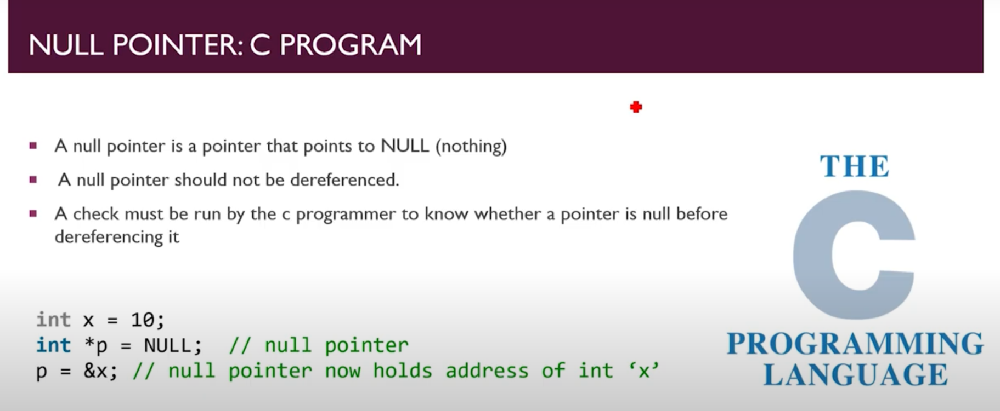 NULL POINTER: C PROGRAM
A null pointer is a pointer that points to NULL (nothing)
A null pointer should not be dereferenced.
A check must be run by the c programmer to know whether a pointer is null before
dereferencing it
int x = 10;
int *p = NULL;  // null pointer
p = &x; // null pointer now holds address of int ‘x’
THE
C
PROGRAMMING
LANGUAGE